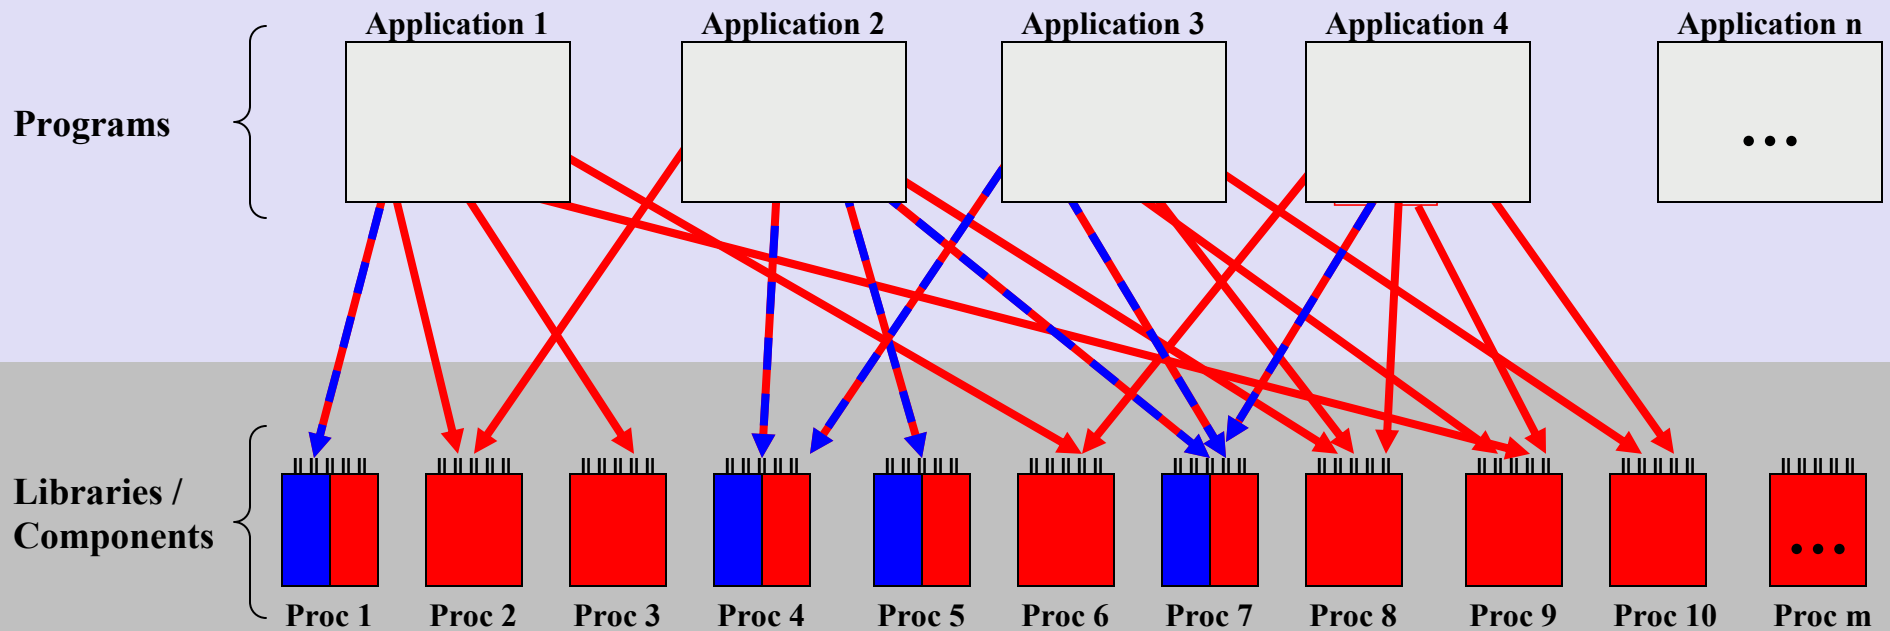 Application 1
Application 2
Application 3
Application 4
Application n
Programs
...
Libraries /
Components
...
Proc 1
Proc 2
Proc 3
Proc 4
Proc 5
Proc 6
Proc 7
Proc 8
Proc 9
Proc 10
Proc m